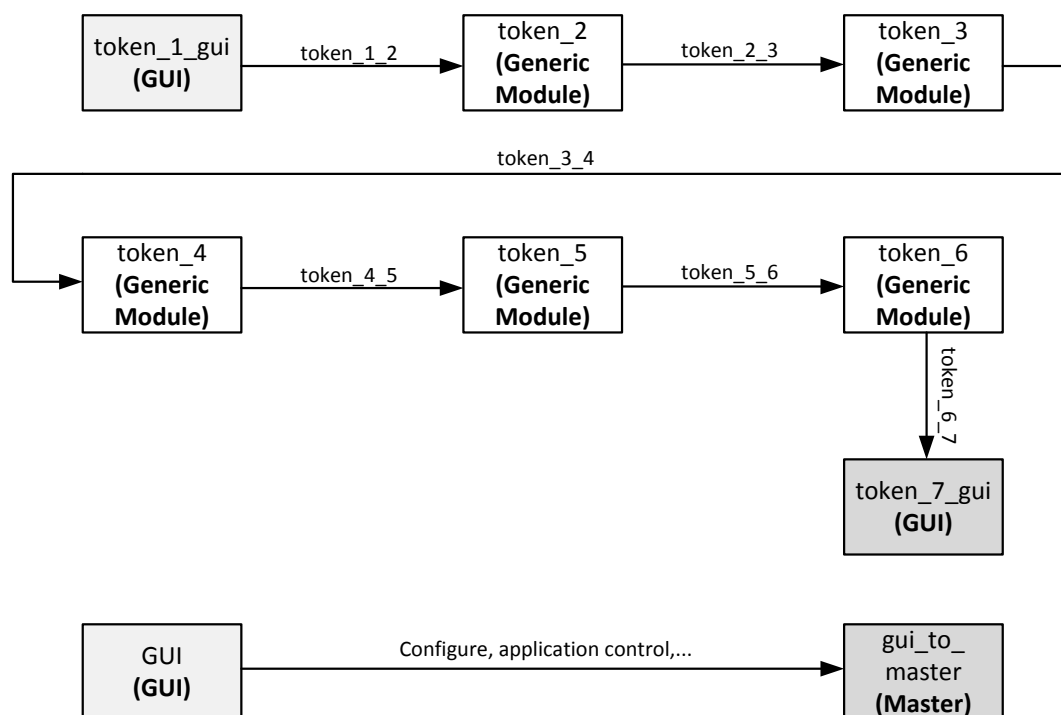 token_1_gui
(GUI)
token_1_2
token_2
(Generic
Module)
token_2_3
token_3
(Generic
Module)
token_3_4
token_4
(Generic
Module)
token_4_5
token_5
(Generic
Module)
token_5_6
token_6
(Generic
Module)
token_6_7
token_7_gui
(GUI)
GUI
(GUI)
Configure, application control,...
gui_to_
master
(Master)